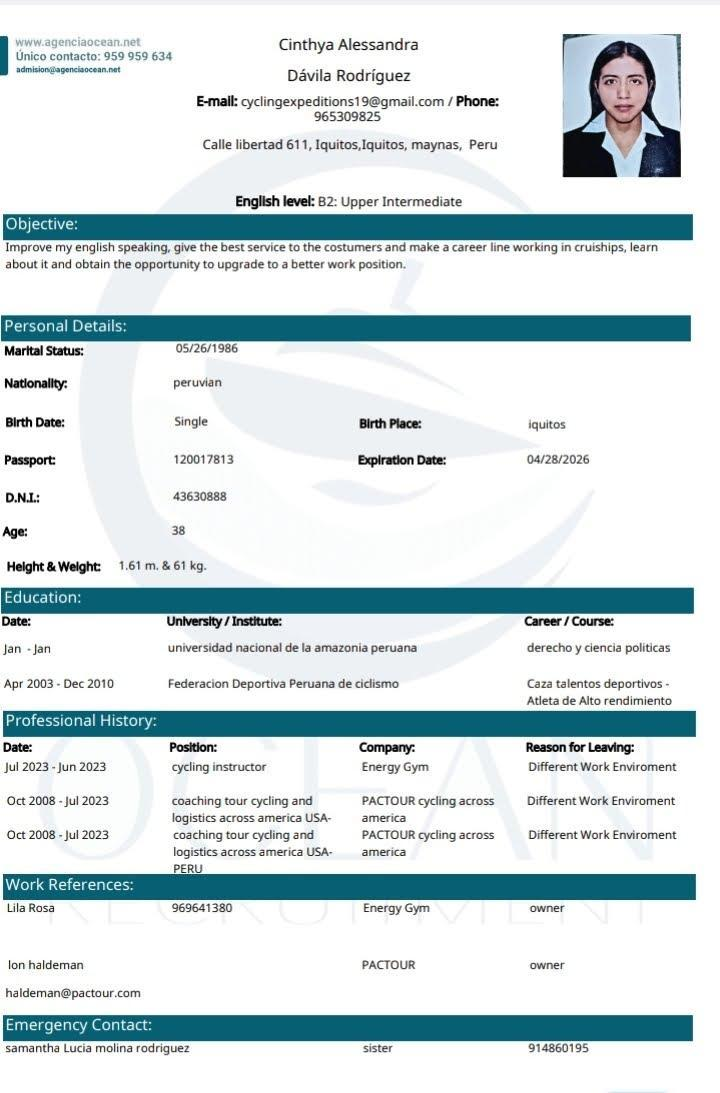 www.agenciaocean.net
Único contacto: 959 959 634
admision@agenciaocean.net
Cinthya Alessandra
Dávila Rodríguez
E-mail: cyclingexpeditions19@gmail.com / Phone:
965309825
Calle libertad 611, Iquitos,Iquitos, maynas, Peru
English level: B2: Upper Intermediate
Objective:
Improve my english speaking, give the best service to the costumers and make a career line working in cruiships, learn
about it and obtain the opportunity to upgrade to a better work position.
Personal Details:
Marital Status: 05/26/1986
Nationality: peruvian
Birth Date: Single Birth Place: iquitos
Passport: 120017813 Expiration Date: 04/28/2026
D.N.I.: 43630888
Age: 38
Height & Weight: 1.61 m. & 61 kg.
Education:
Date: University / Institute: Career / Course:
Jan - Jan universidad nacional de la amazonia peruana derecho y ciencia politicas
Apr 2003 - Dec 2010 Federacion Deportiva Peruana de ciclismo Caza talentos deportivos -
Atleta de Alto rendimiento
Professional History:
Date: Position: Company: Reason for Leaving:
Jul 2023 - Jun 2023 cycling instructor Energy Gym Different Work Enviroment
Oct 2008 - Jul 2023 coaching tour cycling and PACTOUR cycling across Different Work Enviroment
logistics across america USA- america
Oct 2008 - Jul 2023 coaching tour cycling and PACTOUR cycling across Different Work Enviroment
logistics across america USA- america
PERU
Work References:
Lila Rosa 969641380 Energy Gym owner
lon haldeman PACTOUR owner
haldeman@pactour.com
Emergency Contact:
samantha Lucia molina rodriguez sister 914860195
OCEAN
RECRUITMENT